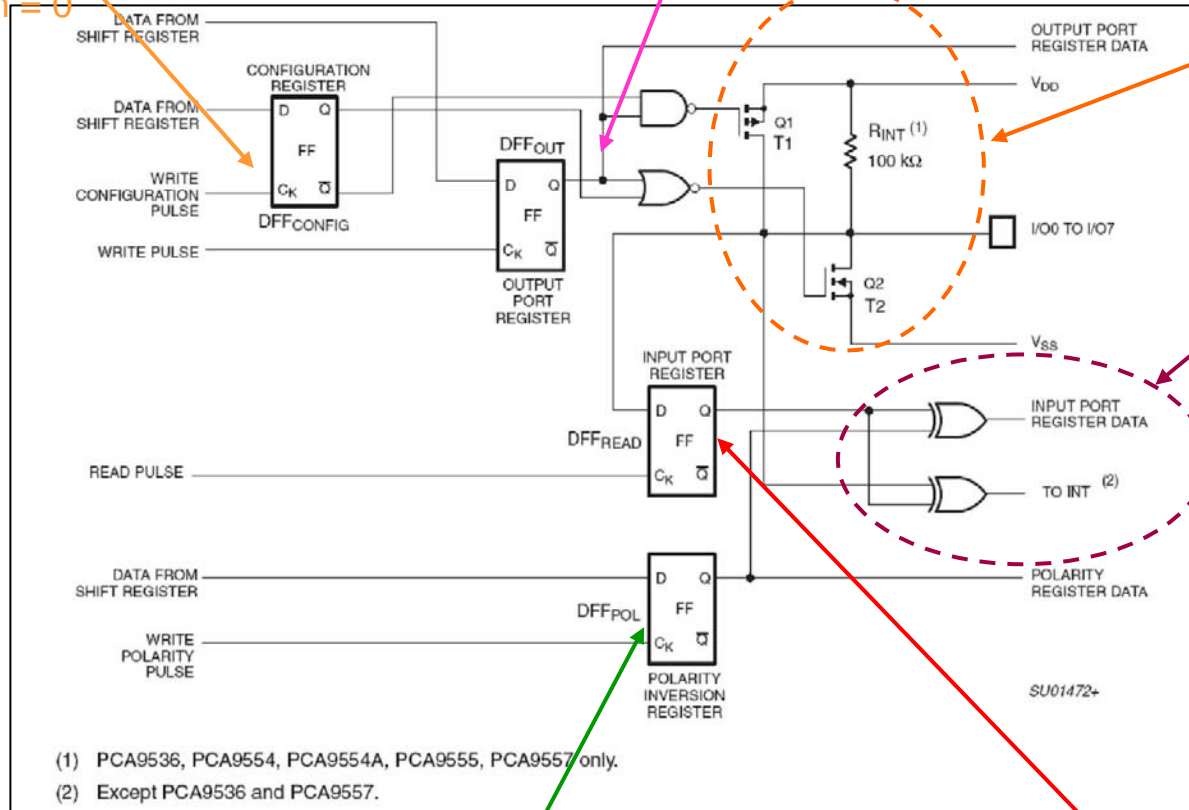 = 0
DATA FROM
SHIFT REGISTER
OUTPUT PORT
REGISTER DATA
CONFIGURATION
REGISTER
VDD
DATA FROM
SHIFT REGISTER
D Q
FF
CK Q
DFFCONFIG
WRITE
CONFIGURATION
PULSE
WRITE PULSE
DFFOUT
D Q
FF
CK Q
OUTPUT
PORT
REGISTER
Q1
T1
RINT (1)
100 kΩ
I/O0 TO I/O7
Q2
T2
VSS
INPUT PORT
REGISTER
D Q
DFFREAD
FF
CK Q
INPUT PORT
REGISTER DATA
READ PULSE
TO INT (2)
DATA FROM
SHIFT REGISTER
D Q
DFFPOL
FF
CK Q
POLARITY
REGISTER DATA
WRITE
POLARITY
PULSE
POLARITY
INVERSION
REGISTER
SU01472+
(1) PCA9536, PCA9554, PCA9554A, PCA9555, PCA9557 only.
(2) Except PCA9536 and PCA9557.